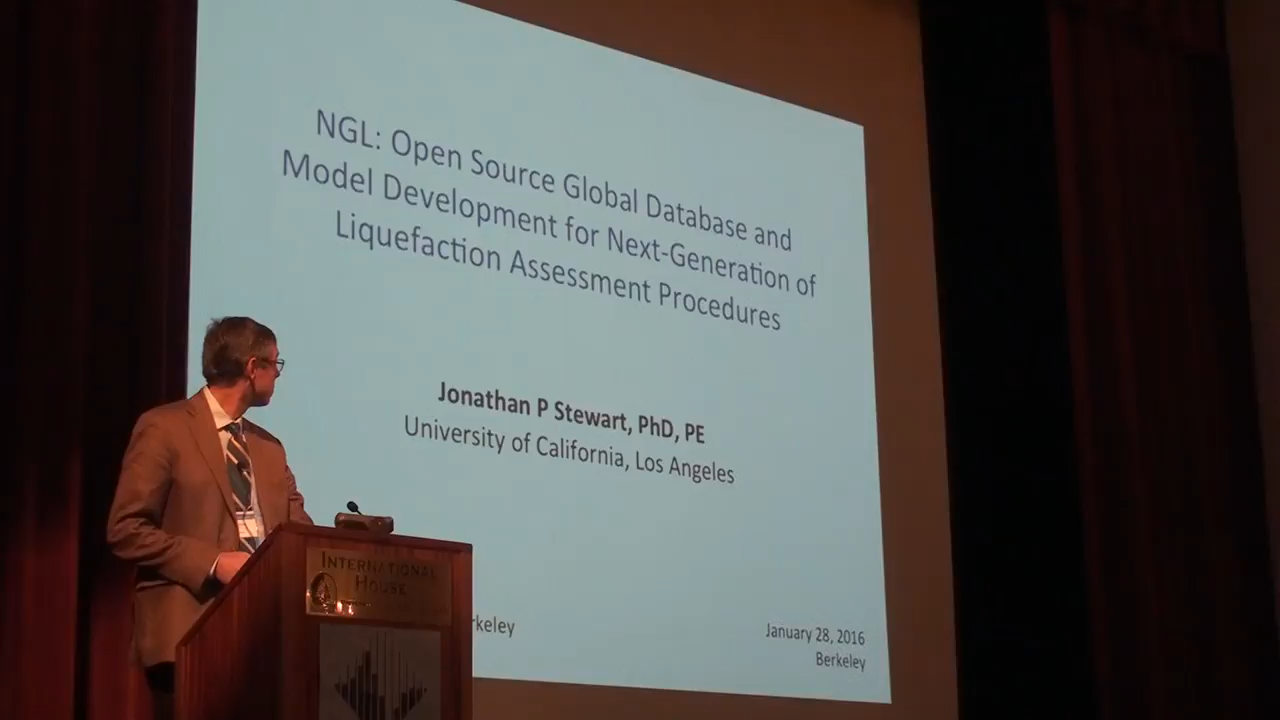 NGL: Open Source Global Database and
Model Development for Next-Generation of
Liquefaction Assessment Procedures
Jonathan P Stewart, PhD, PE
University of California, Los Angeles
January 28, 2016
Berkeley
INTERNATIONAL
HOUSE